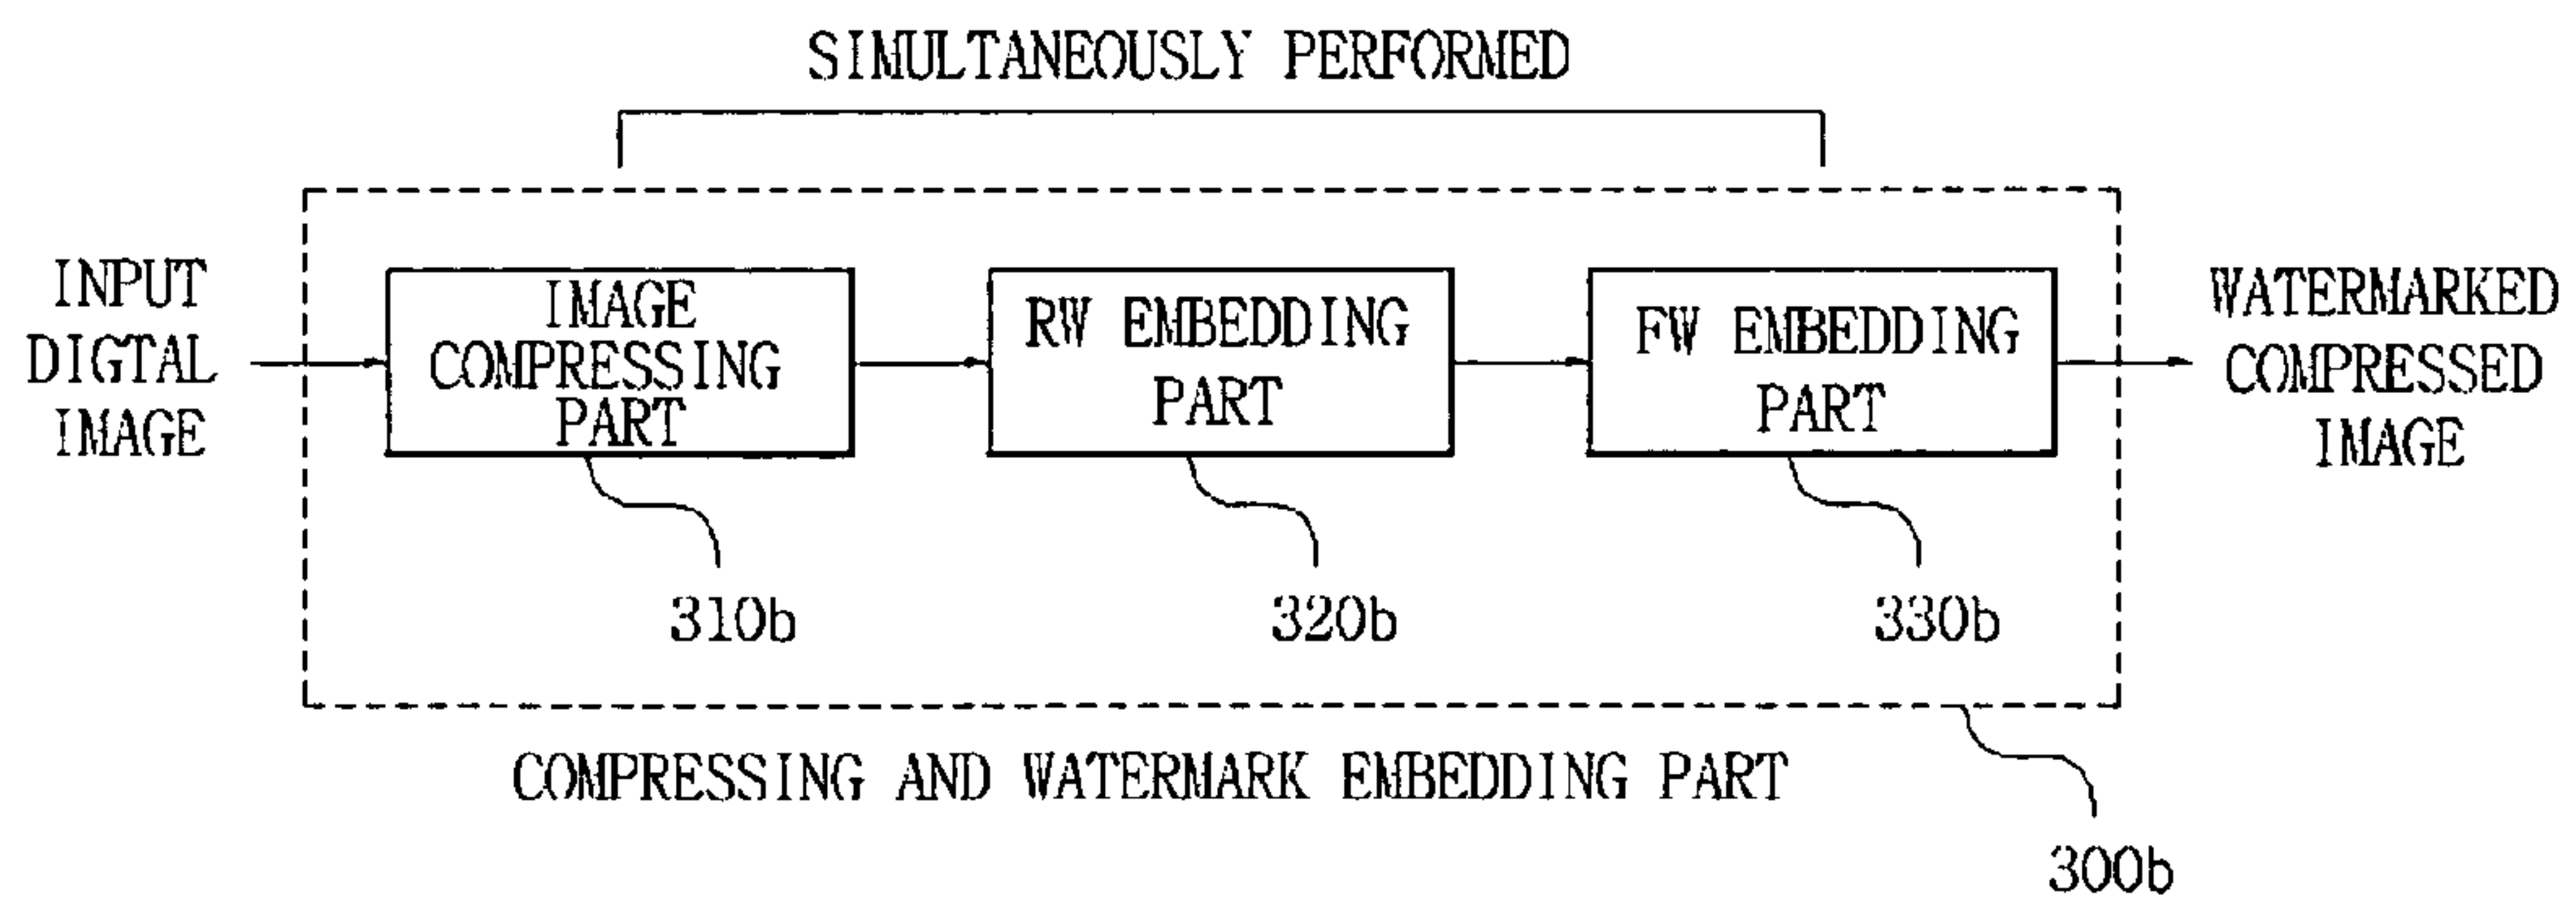 SIMULTANEOUSLY PERFORMED
INPUT
DIGTAL
IMAGE
IMAGE
COMPRESSING
PART
RW EMBEDDING
PART
FW EMBEDDING
PART
WATERMARKED
COMPRESSED
IMAGE
310b
320b
330b
COMPRESSING AND WATERMARK EMBEDDING PART
300b